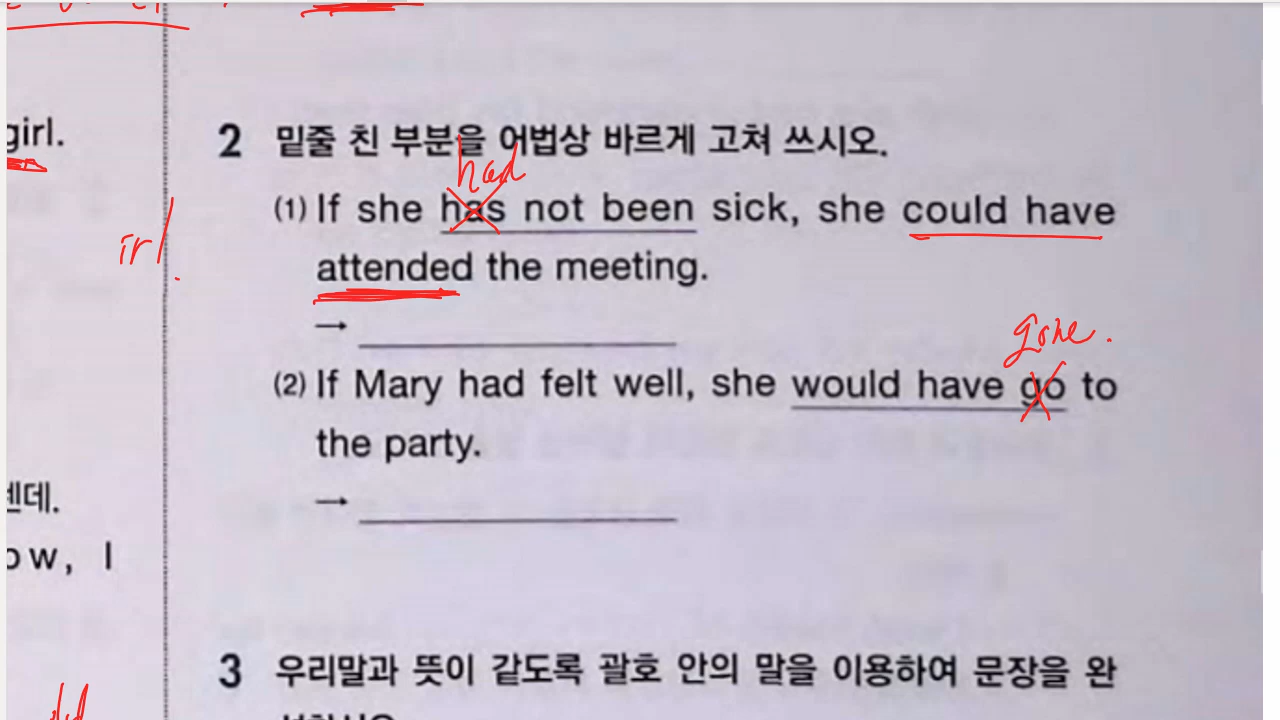 girl.
2 밑줄 친 부분을 어법상 바르게 고쳐 쓰시오.
had
(1) If she has not been sick, she could have
attended the meeting.
→
gone.
(2) If Mary had felt well, she would have go to
the party.
→
데.
ow, I
3 우리말과 뜻이 같도록 괄호 안의 말을 이용하여 문장을 완
did